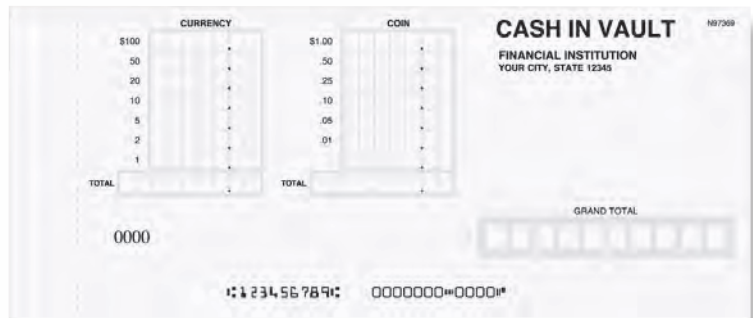 CURRENCY
$100
50
20
10
5
2
1
TOTAL
COIN
$1.00
.50
.25
.10
.05
.01
TOTAL
CASH IN VAULT
N97369
FINANCIAL INSTITUTION
YOUR CITY, STATE 12345
GRAND TOTAL
0000
⑆123456789⑆ 0000000⑈0000⑈